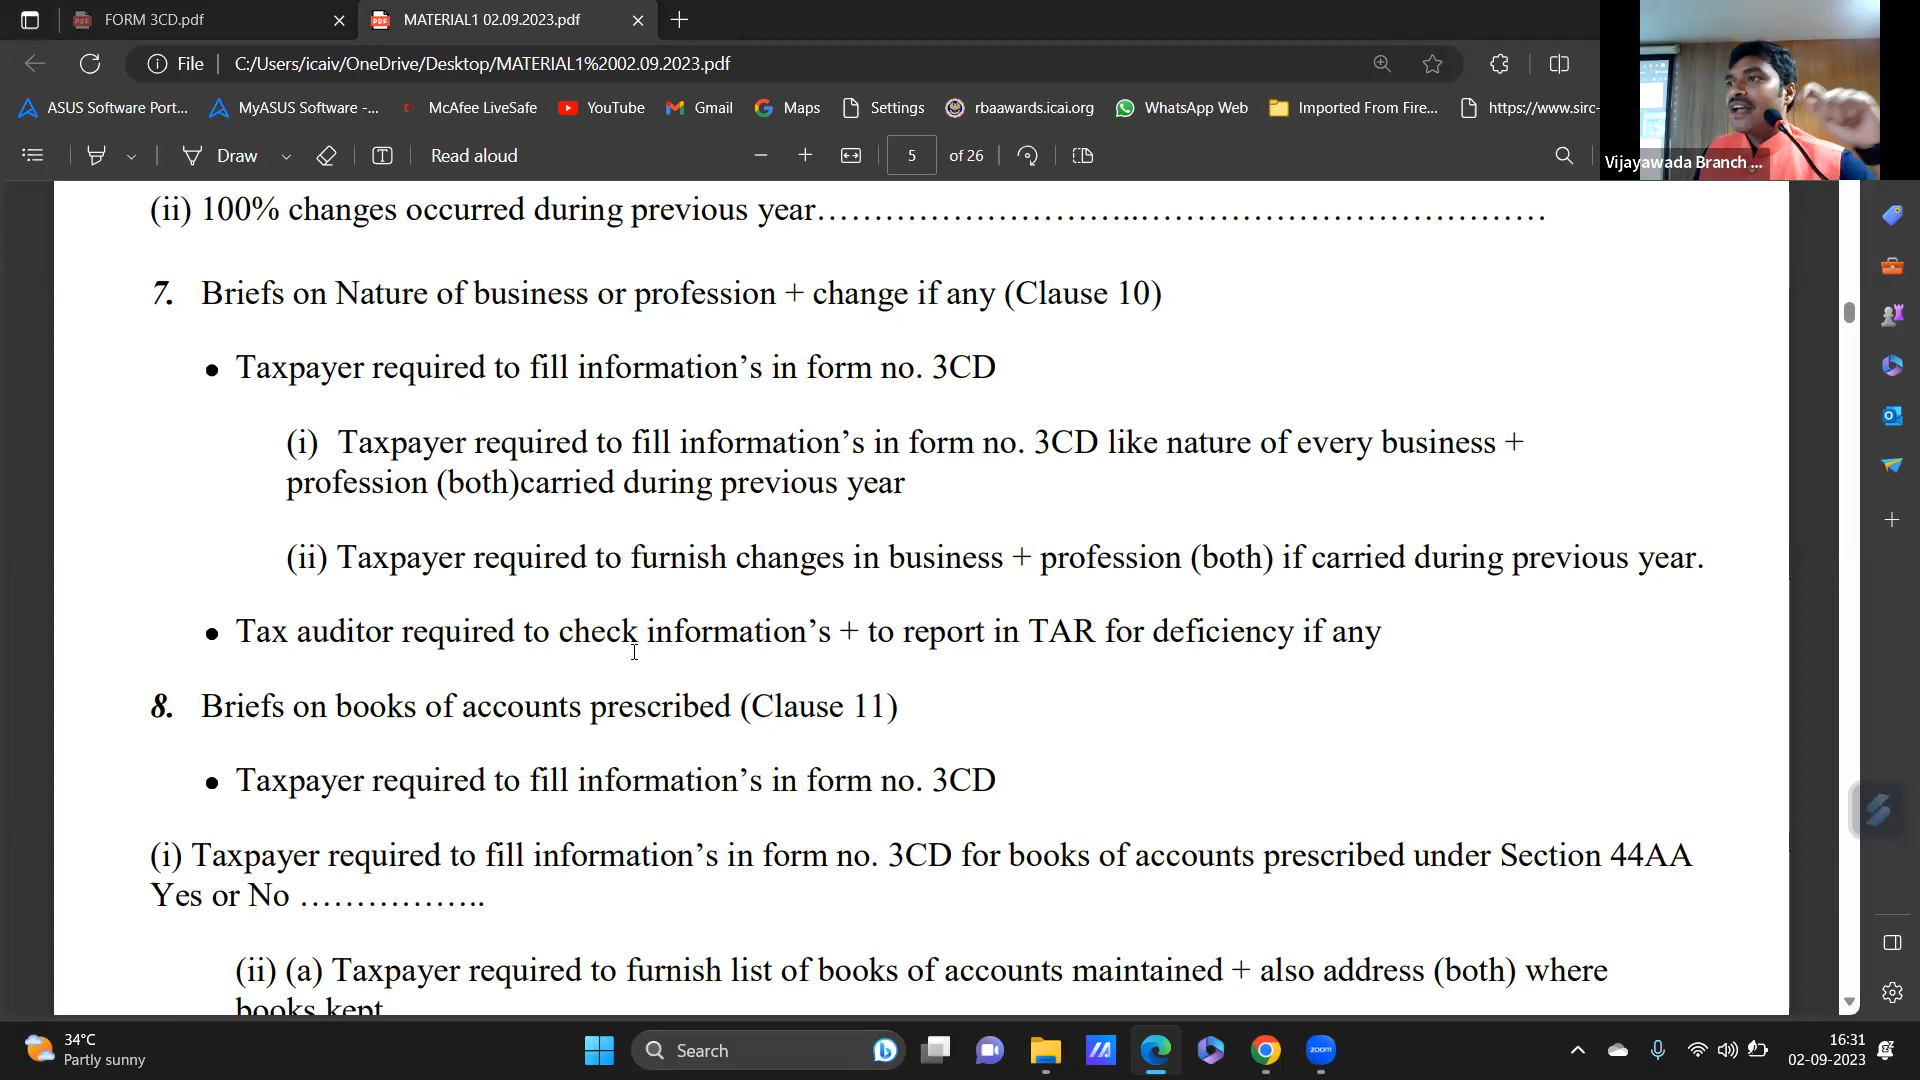 FORM 3CD.pdf
MATERIAL1 02.09.2023.pdf
File
C:/Users/icaiv/OneDrive/Desktop/MATERIAL1%2002.09.2023.pdf
ASUS Software Port...
MyASUS Software -...
McAfee LiveSafe
YouTube
Gmail
Maps
Settings
rbaawards.icai.org
WhatsApp Web
Imported From Fire...
https://www.sirc-
Draw
Read aloud
5
of 26
Vijayawada Branch ...
(ii) 100% changes occurred during previous year………………………..………………………………
7. Briefs on Nature of business or profession + change if any (Clause 10)
● Taxpayer required to fill information’s in form no. 3CD
(i) Taxpayer required to fill information’s in form no. 3CD like nature of every business +
profession (both)carried during previous year
(ii) Taxpayer required to furnish changes in business + profession (both) if carried during previous year.
● Tax auditor required to check information’s + to report in TAR for deficiency if any
8. Briefs on books of accounts prescribed (Clause 11)
● Taxpayer required to fill information’s in form no. 3CD
(i) Taxpayer required to fill information’s in form no. 3CD for books of accounts prescribed under Section 44AA
Yes or No ……………..
(ii) (a) Taxpayer required to furnish list of books of accounts maintained + also address (both) where
books kept
34°C
Partly sunny
Search
zoom
16:31
02-09-2023